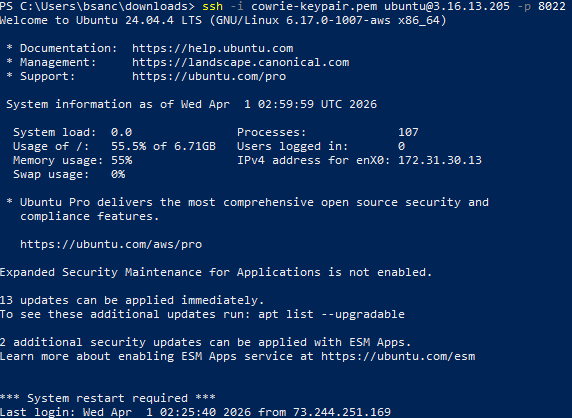 PS C:\Users\bsanc\downloads> ssh -i cowrie-keypair.pem ubuntu@3.16.13.205 -p 8022
Welcome to Ubuntu 24.04.4 LTS (GNU/Linux 6.17.0-1007-aws x86_64)
* Documentation: https://help.ubuntu.com
* Management: https://landscape.canonical.com
* Support: https://ubuntu.com/pro
System information as of Wed Apr 1 02:59:59 UTC 2026
System load: 0.0 Processes: 107
Usage of /: 55.5% of 6.71GB Users logged in: 0
Memory usage: 55% IPv4 address for enX0: 172.31.30.13
Swap usage: 0%
* Ubuntu Pro delivers the most comprehensive open source security and
compliance features.
https://ubuntu.com/aws/pro
Expanded Security Maintenance for Applications is not enabled.
13 updates can be applied immediately.
To see these additional updates run: apt list --upgradable
2 additional security updates can be applied with ESM Apps.
Learn more about enabling ESM Apps service at https://ubuntu.com/esm
*** System restart required ***
Last login: Wed Apr 1 02:25:40 2026 from 73.244.251.169